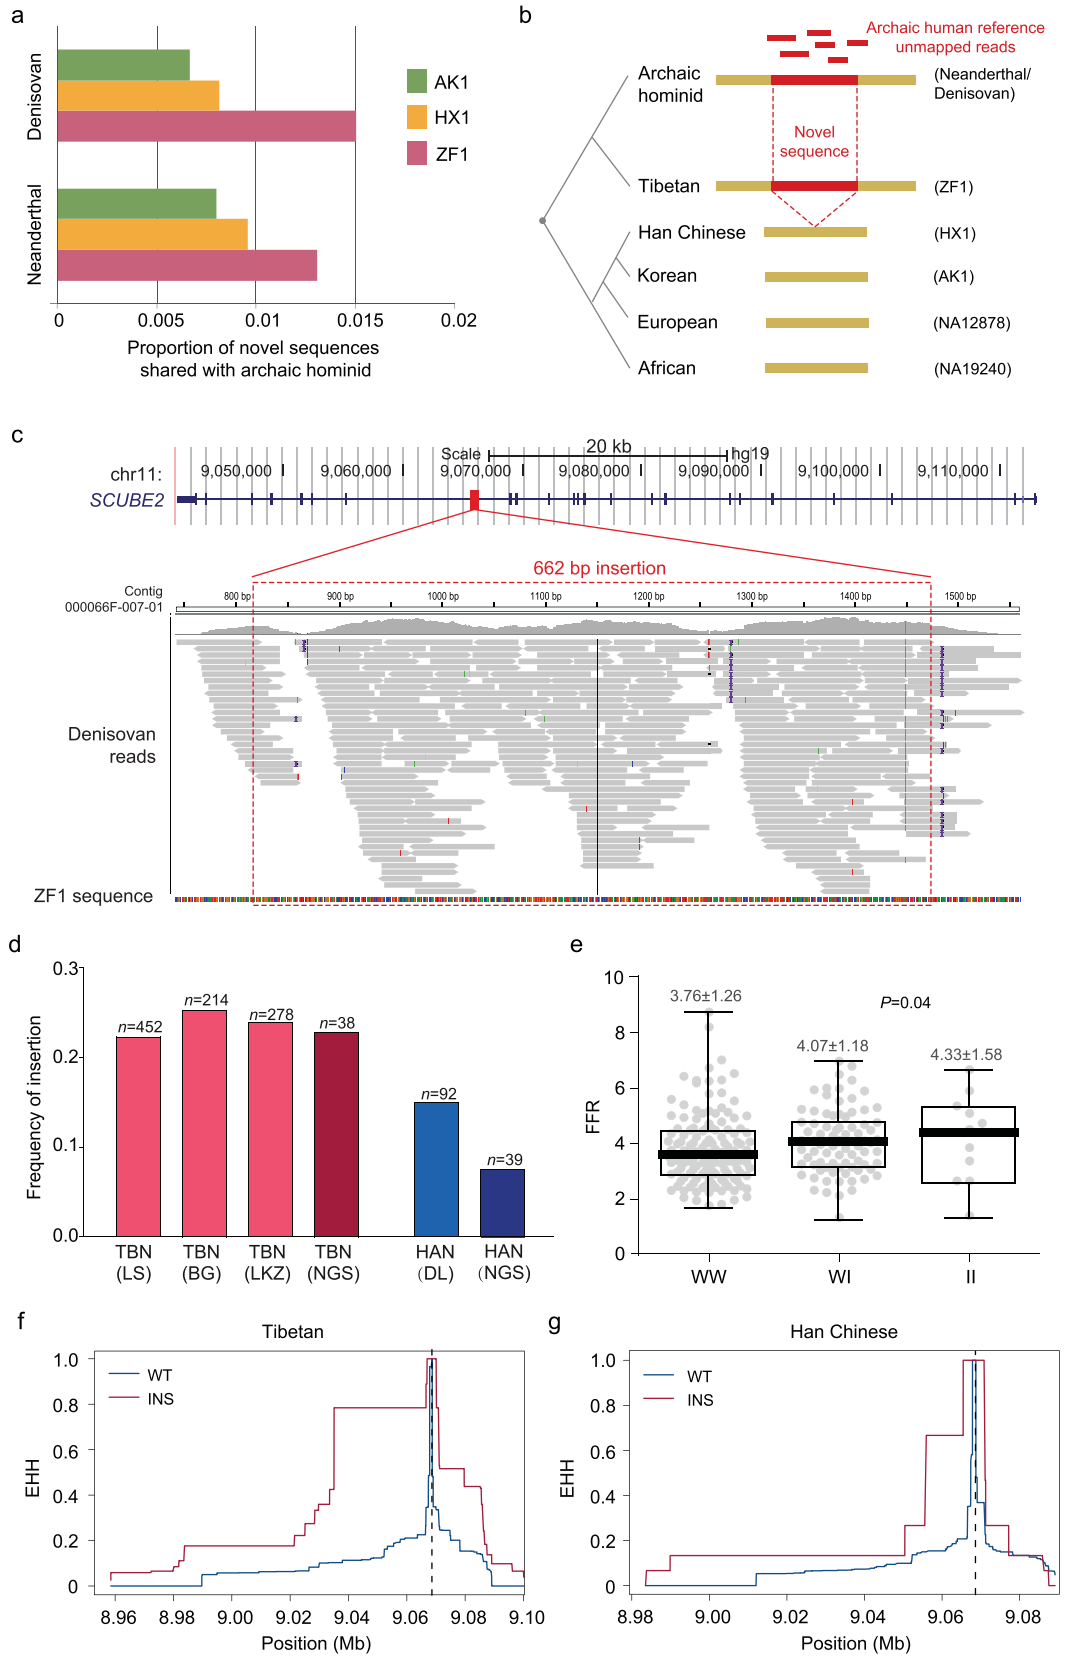 a
Denisovan
Neanderthal
AK1
HX1
ZF1
0 0.005 0.01 0.015 0.02
Proportion of novel sequences
shared with archaic hominid
b
Archaic human reference
unmapped reads
Archaic
hominid
(Neanderthal/
Denisovan)
Novel
sequence
Tibetan (ZF1)
Han Chinese (HX1)
Korean (AK1)
European (NA12878)
African (NA19240)
c
Scale 20 kb hg19
chr11: 9,050,000 9,060,000 9,070,000 9,080,000 9,090,000 9,100,000 9,110,000
SCUBE2
662 bp insertion
Contig
000066F-007-01
800 bp 900 bp 1000 bp 1100 bp 1200 bp 1300 bp 1400 bp 1500 bp
Denisovan
reads
ZF1 sequence
d
Frequency of insertion
0.3
0.2
0.1
0.0
n=452
n=214
n=278
n=38
n=92
n=39
TBN
(LS)
TBN
(BG)
TBN
(LKZ)
TBN
(NGS)
HAN
(DL)
HAN
(NGS)
e
FFR
10
8
6
4
2
0
3.76±1.26
4.07±1.18
4.33±1.58
P=0.04
WW WI II
f
Tibetan
EHH
1.0
0.8
0.6
0.4
0.2
0
WT
INS
8.96 8.98 9.00 9.02 9.04 9.06 9.08 9.10
Position (Mb)
g
Han Chinese
EHH
1.0
0.8
0.6
0.4
0.2
0
WT
INS
8.98 9.00 9.02 9.04 9.06 9.08
Position (Mb)